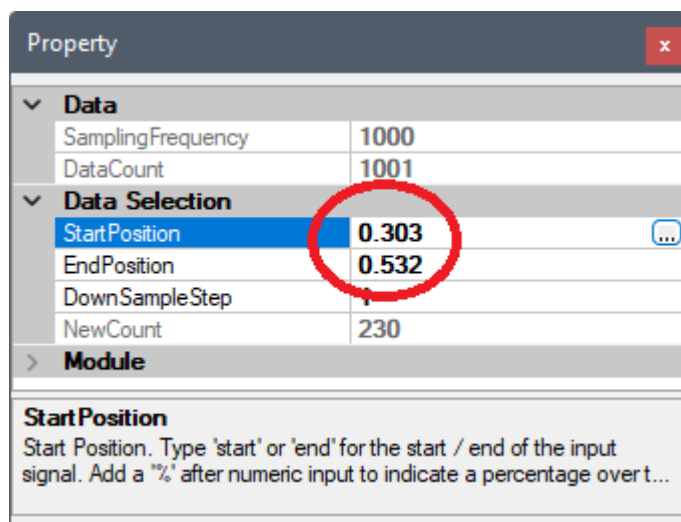 Property
x
Data
SamplingFrequency 1000
DataCount 1001
Data Selection
StartPosition 0.303 ...
EndPosition 0.532
DownSampleStep 1
NewCount 230
Module
StartPosition
Start Position. Type 'start' or 'end' for the start / end of the input
signal. Add a '%' after numeric input to indicate a percentage over t...